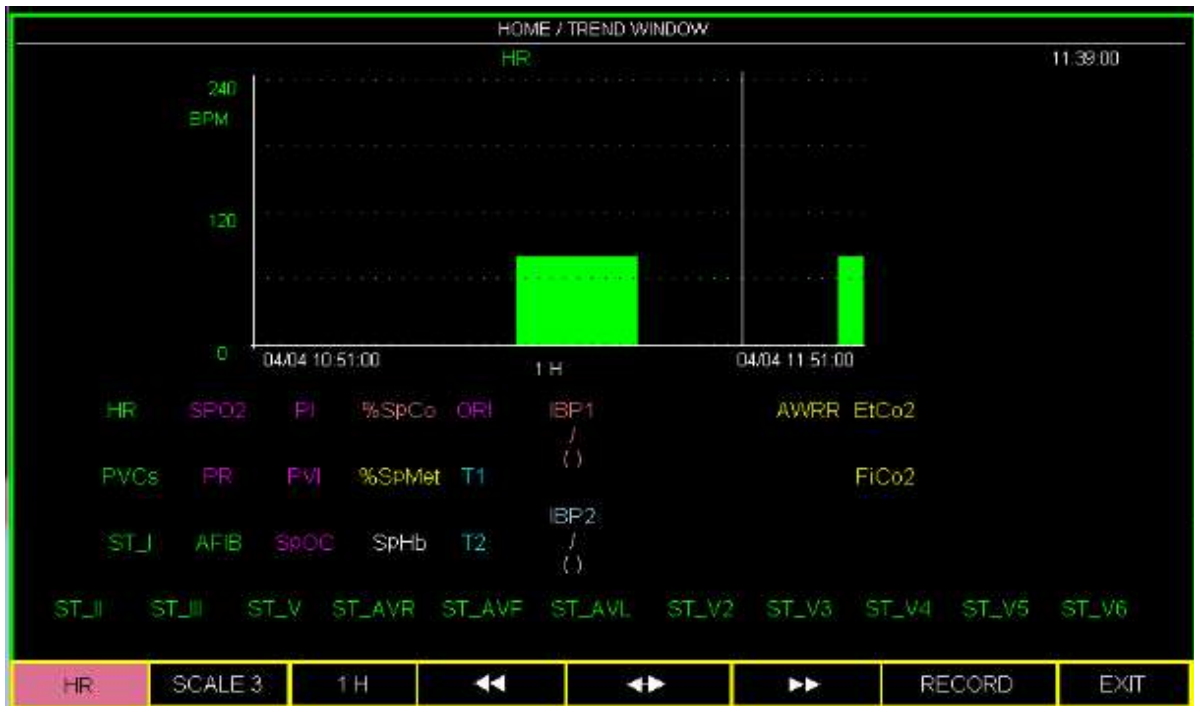 HOME / TREND WINDOW
HR 11:39:00
240
BPM
120
0 04/04 10:51:00 04/04 11:51:00
1 H
HR SPO2 PI %SpCo ORI IBP1 AWRR EtCo2
/
( )
PVCs PR PVI %SpMet T1 FiCo2
IBP2
ST_I AFIB SpOC SpHb T2 /
( )
ST_II ST_III ST_V ST_AVR ST_AVF ST_AVL ST_V2 ST_V3 ST_V4 ST_V5 ST_V6
HR SCALE 3 1 H RECORD EXIT